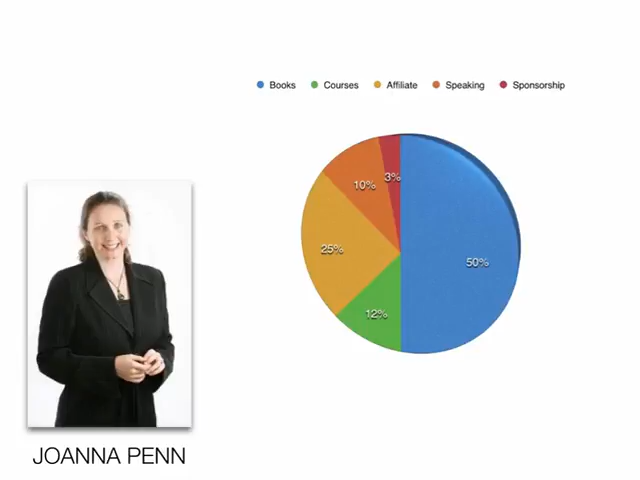 Books Courses Affiliate Speaking Sponsorship
3%
10%
25%
50%
12%
JOANNA PENN